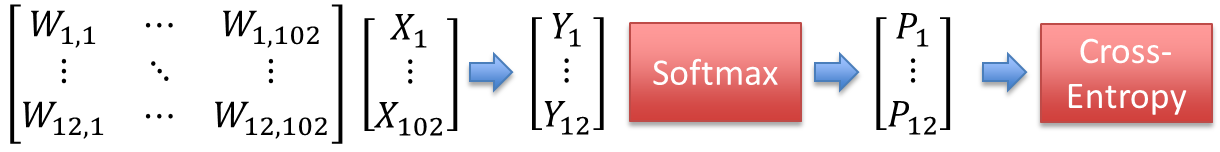 W1,1 ⋯ W1,102 X1 Y1 P1 Cross-
⋮ ⋱ ⋮ ⋮ ⋮ Softmax ⋮ Entropy
W12,1 ⋯ W12,102 X102 Y12 P12